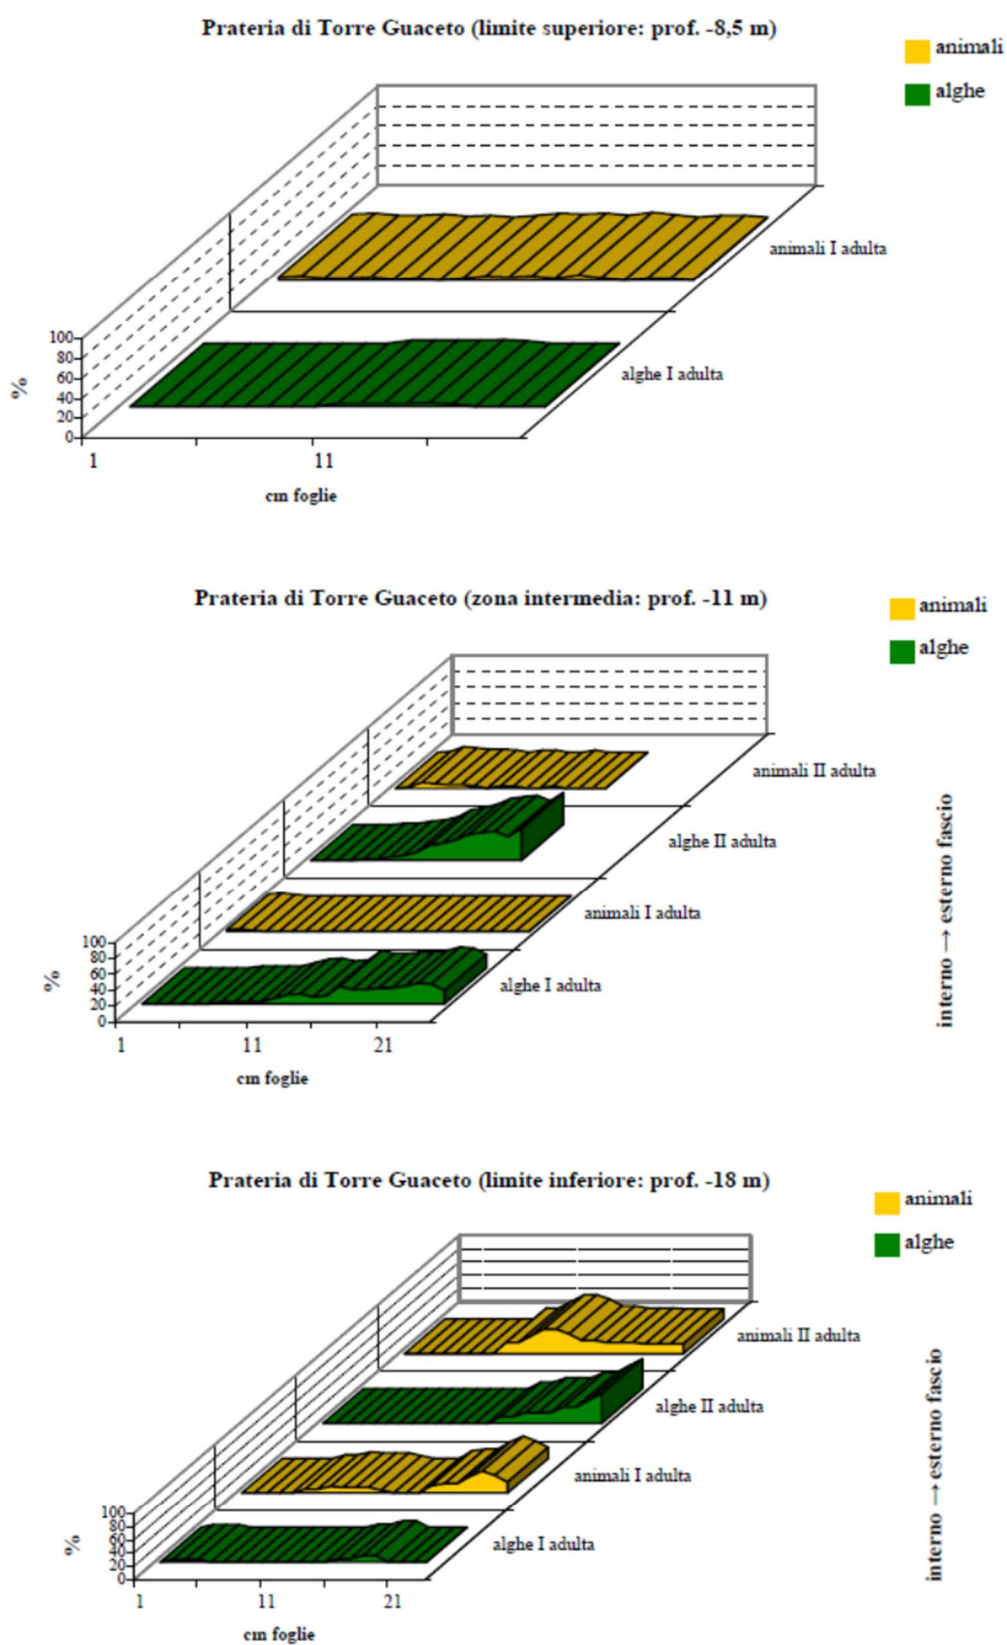 Prateria di Torre Guaceto (limite superiore: prof. -8,5 m)
animali
alghe
animali I adulta
alghe I adulta
100
80
60
40
20
0
%
1 11
cm foglie
Prateria di Torre Guaceto (zona intermedia: prof. -11 m)
animali
alghe
animali II adulta
alghe II adulta
animali I adulta
alghe I adulta
interno → esterno fascio
100
80
60
40
20
0
%
1 11 21
cm foglie
Prateria di Torre Guaceto (limite inferiore: prof. -18 m)
animali
alghe
animali II adulta
alghe II adulta
animali I adulta
alghe I adulta
interno → esterno fascio
100
80
60
40
20
0
%
1 11 21
cm foglie